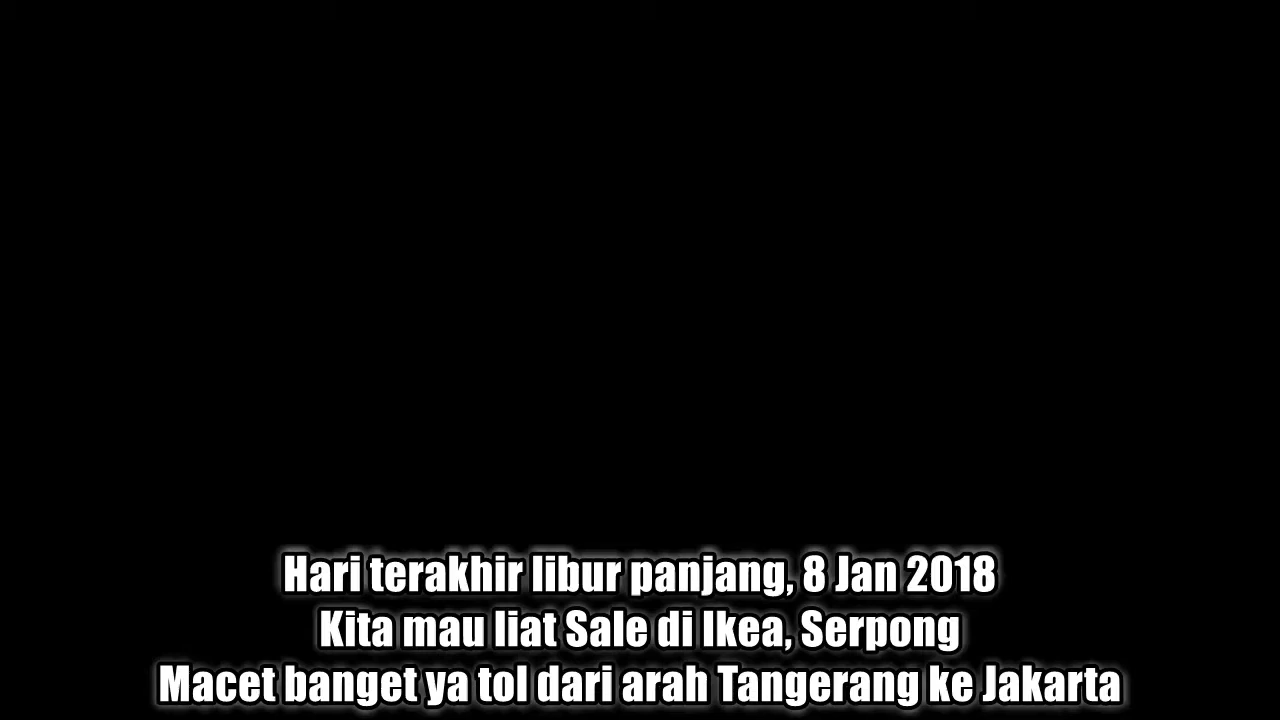 Hari terakhir libur panjang, 8 Jan 2018
Kita mau liat Sale di Ikea, Serpong
Macet banget ya tol dari arah Tangerang ke Jakarta